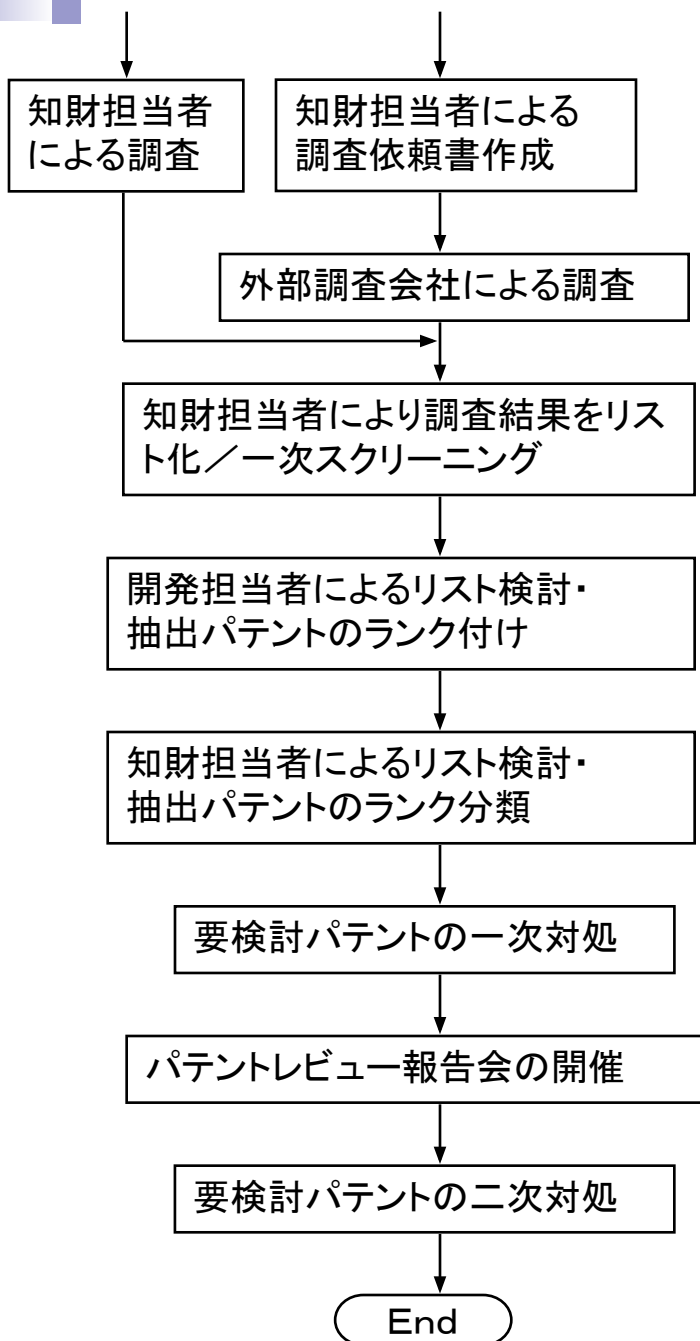 知財担当者
による調査
知財担当者による
調査依頼書作成
外部調査会社による調査
知財担当者により調査結果をリス
ト化／一次スクリーニング
開発担当者によるリスト検討・
抽出パテントのランク付け
知財担当者によるリスト検討・
抽出パテントのランク分類
要検討パテントの一次対処
パテントレビュー報告会の開催
要検討パテントの二次対処
End